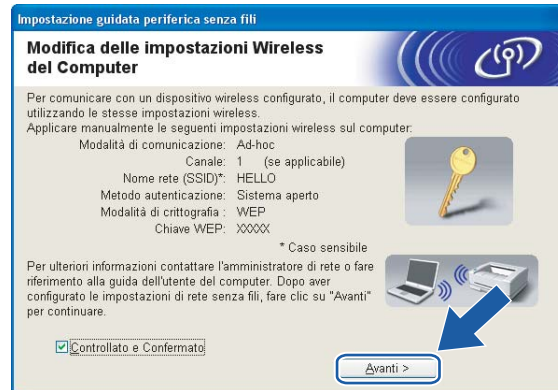 Impostazione guidata periferica senza fili
Modifica delle impostazioni Wireless
del Computer
Per comunicare con un dispositivo wireless configurato, il computer deve essere configurato
utilizzando le stesse impostazioni wireless.
Applicare manualmente le seguenti impostazioni wireless sul computer:
Modalità di comunicazione: Ad-hoc
Canale: 1 (se applicabile)
Nome rete (SSID)*: HELLO
Metodo autenticazione: Sistema aperto
Modalità di crittografia : WEP
Chiave WEP: XXXXX
* Caso sensibile
Per ulteriori informazioni contattare l'amministratore di rete o fare
riferimento alla guida dell'utente del computer. Dopo aver
configurato le impostazioni di rete senza fili, fare clic su "Avanti"
per continuare.
Controllato e Confermato
Avanti >